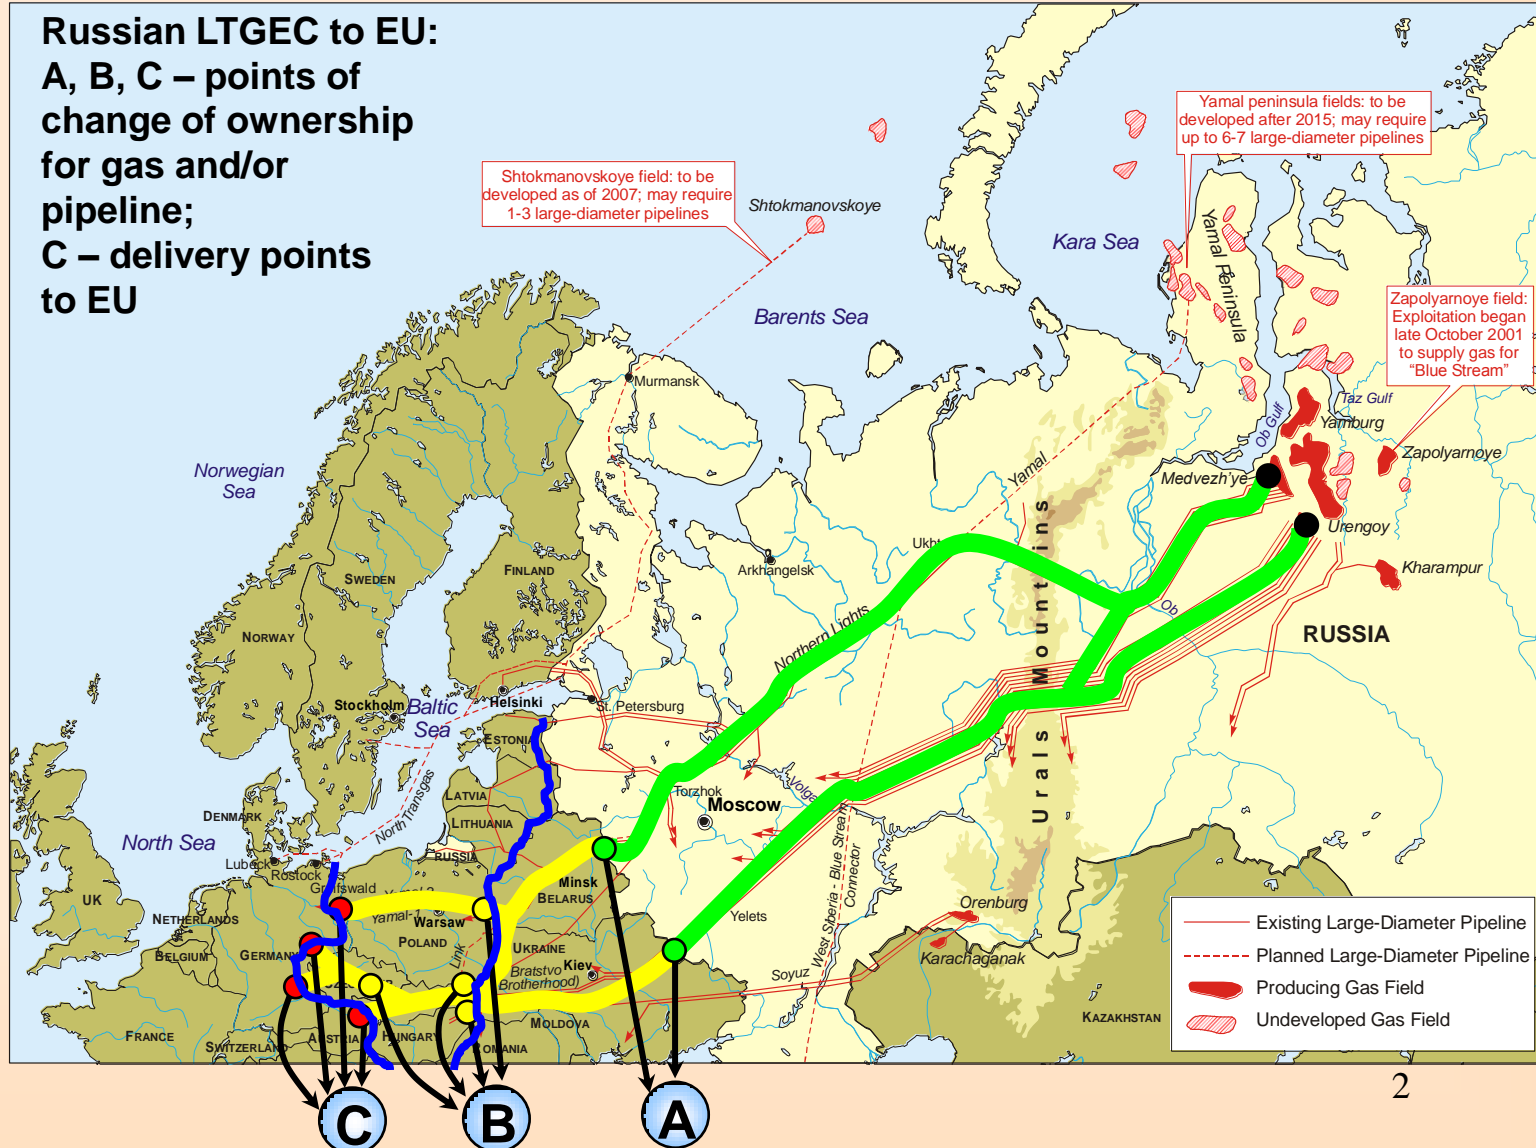 Russian LTGEC to EU:
A, B, C – points of
change of ownership
for gas and/or
pipeline;
C – delivery points
to EU
Yamal peninsula fields: to be
developed after 2015; may require
up to 6-7 large-diameter pipelines
Shtokmanovskoye field: to be
developed as of 2007; may require
1-3 large-diameter pipelines
Shtokmanovskoye
Kara Sea
Yamal Peninsula
Barents Sea
Zapolyarnoye field:
Exploitation began
late October 2001
to supply gas for
“Blue Stream”
Murmansk
Ob Gulf
Taz Gulf
Yamburg
Zapolyarnoye
Norwegian
Sea
Medvezh'ye
Yamal
Urengoy
Arkhangelsk
Kharampur
SWEDEN
FINLAND
Ob
NORWAY
RUSSIA
Northern Lights
Urals Mountains
Helsinki
St. Petersburg
Stockholm
Baltic
Sea
ESTONIA
LATVIA
LITHUANIA
RUSSIA
Torzhok
Moscow
Volga
DENMARK
North Sea
North Transgas
Lubeck
Rostock
Greifswald
Minsk
BELARUS
UK
NETHERLANDS
BELGIUM
GERMANY
Yamal-1
Warsaw
POLAND
Link
UKRAINE
Kiev
Bratstvo
Brotherhood)
Yelets
West Siberia - Blue Stream
Connector
Orenburg
Karachaganak
Soyuz
MOLDOVA
FRANCE
SWITZERLAND
AUSTRIA
HUNGARY
ROMANIA
KAZAKHSTAN
Existing Large-Diameter Pipeline
Planned Large-Diameter Pipeline
Producing Gas Field
Undeveloped Gas Field
C
B
A
2